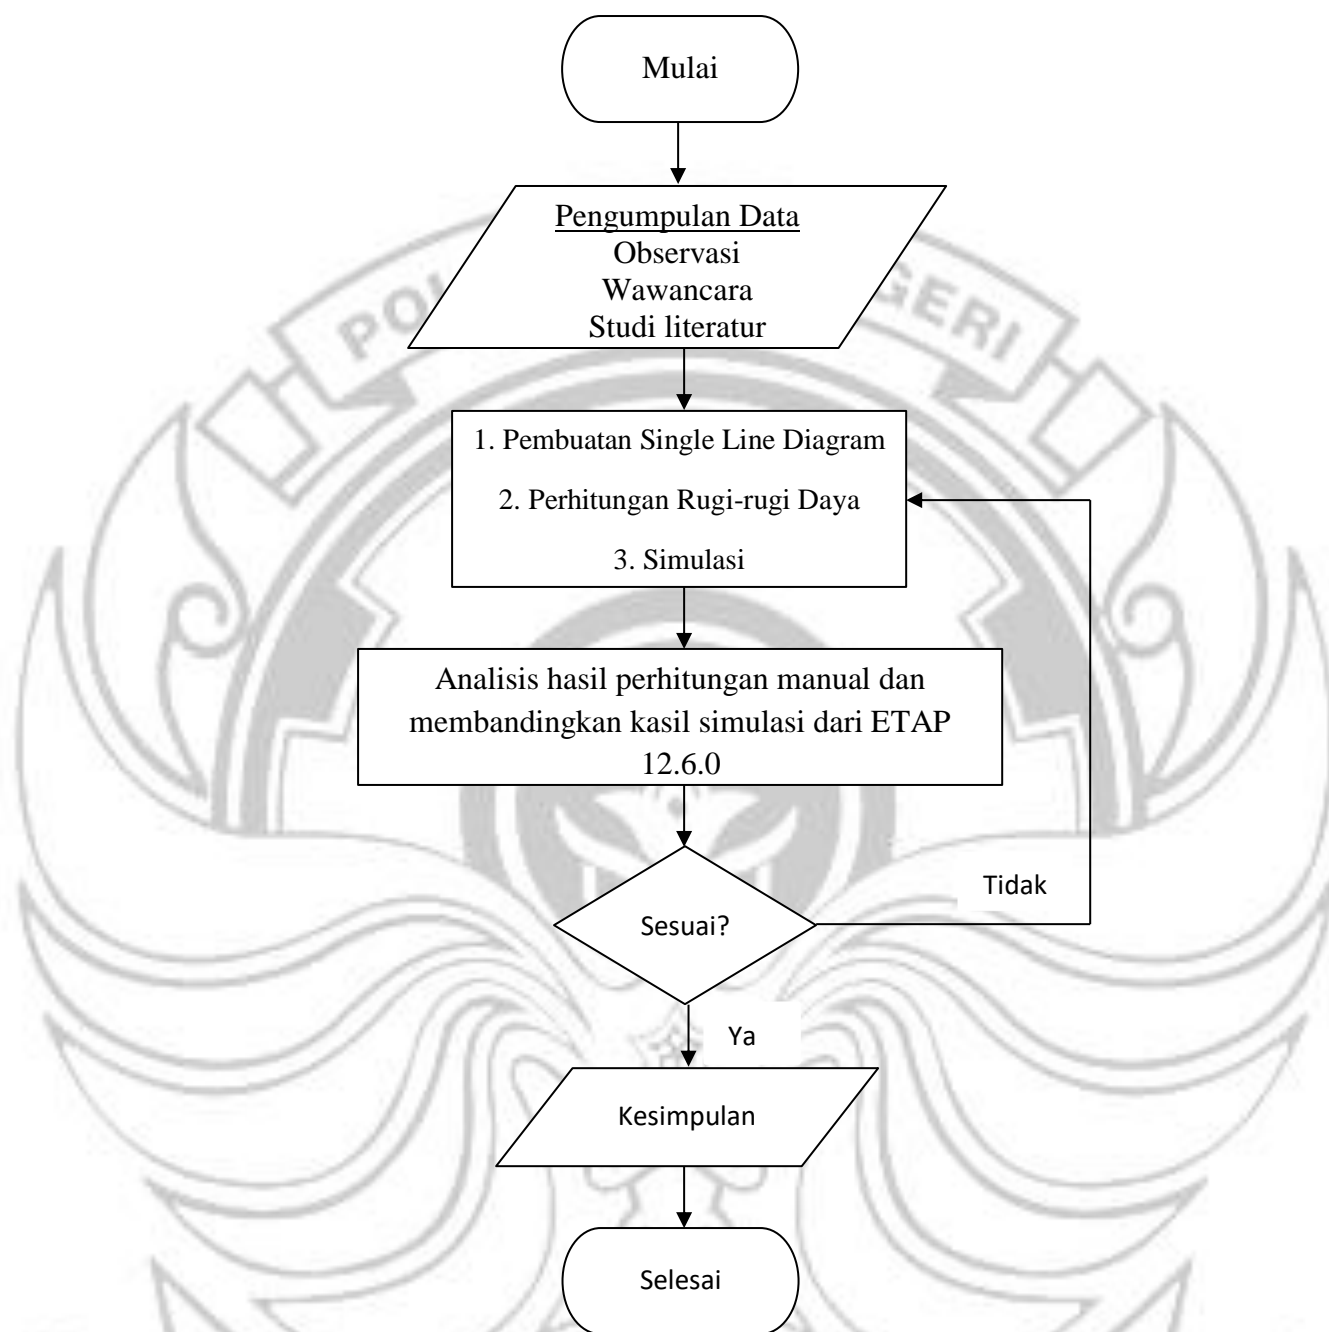 Mulai
Pengumpulan Data
Observasi
Wawancara
Studi literatur
1. Pembuatan Single Line Diagram
2. Perhitungan Rugi-rugi Daya
3. Simulasi
Analisis hasil perhitungan manual dan
membandingkan kasil simulasi dari ETAP
12.6.0
Sesuai?
Tidak
Ya
Kesimpulan
Selesai